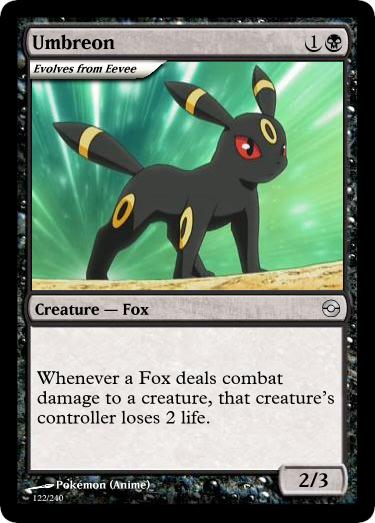 Umbreon 1
Evolves from Eevee
Creature — Fox
Whenever a Fox deals combat
damage to a creature, that creature's
controller loses 2 life.
2/3
Pokémon (Anime)
122/240